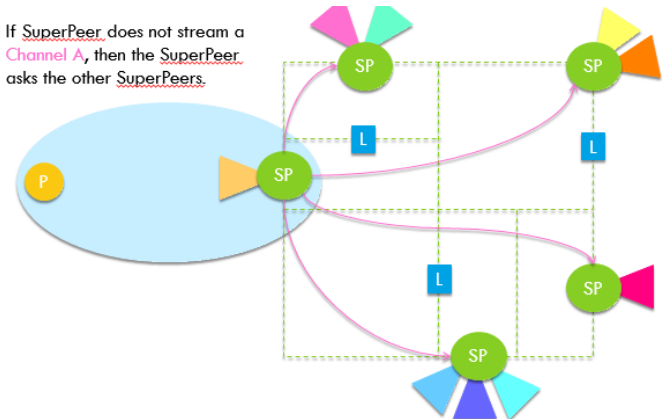 If SuperPeer does not stream a
Channel A, then the SuperPeer
asks the other SuperPeers.
SP
SP
L
L
P
SP
L
SP
SP